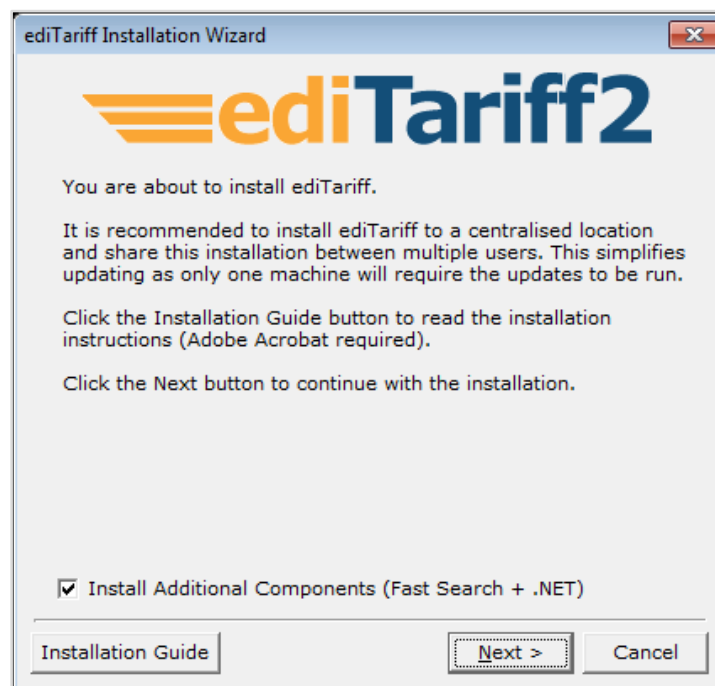 ediTariff Installation Wizard
ediTariff2
You are about to install ediTariff.
It is recommended to install ediTariff to a centralised location
and share this installation between multiple users. This simplifies
updating as only one machine will require the updates to be run.
Click the Installation Guide button to read the installation
instructions (Adobe Acrobat required).
Click the Next button to continue with the installation.
Install Additional Components (Fast Search + .NET)
Installation Guide
Next >
Cancel